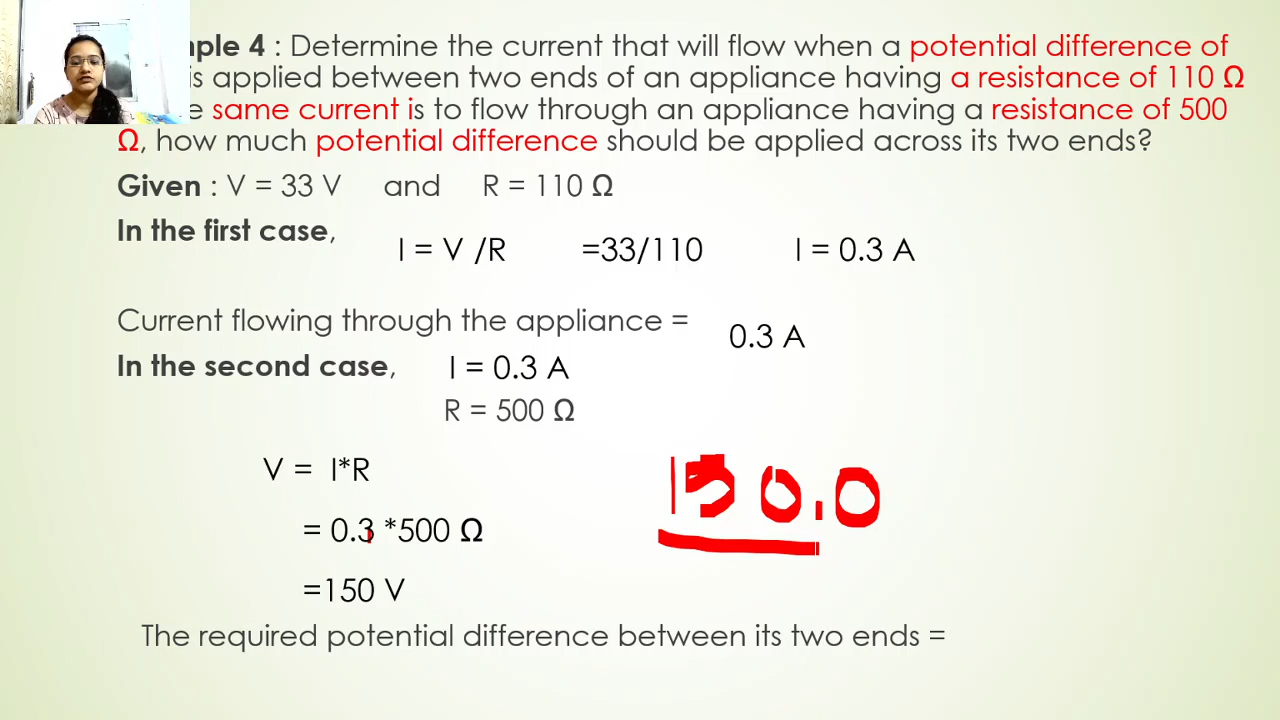 4 : Determine the current that will flow when a potential difference of
is applied between two ends of an appliance having a resistance of 110 Ω
same current is to flow through an appliance having a resistance of 500
Ω, how much potential difference should be applied across its two ends?
Given : V = 33 V and R = 110 Ω
In the first case,
I = V /R =33/110 I = 0.3 A
Current flowing through the appliance =
0.3 A
In the second case, I = 0.3 A
R = 500 Ω
V = I*R
150.0
= 0.3 *500 Ω
=150 V
The required potential difference between its two ends =